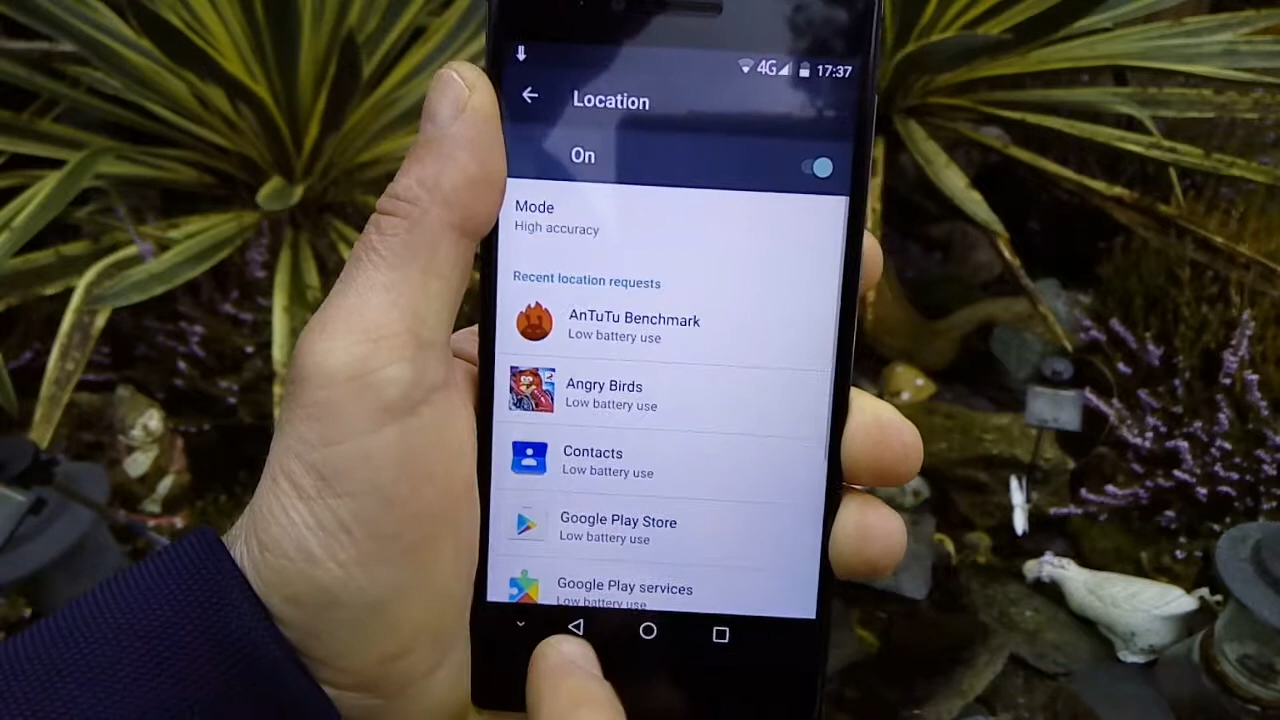 4G 17:37
Location
On
Mode
High accuracy
Recent location requests
AnTuTu Benchmark
Low battery use
Angry Birds
Low battery use
Contacts
Low battery use
Google Play Store
Low battery use
Google Play services
Low battery use